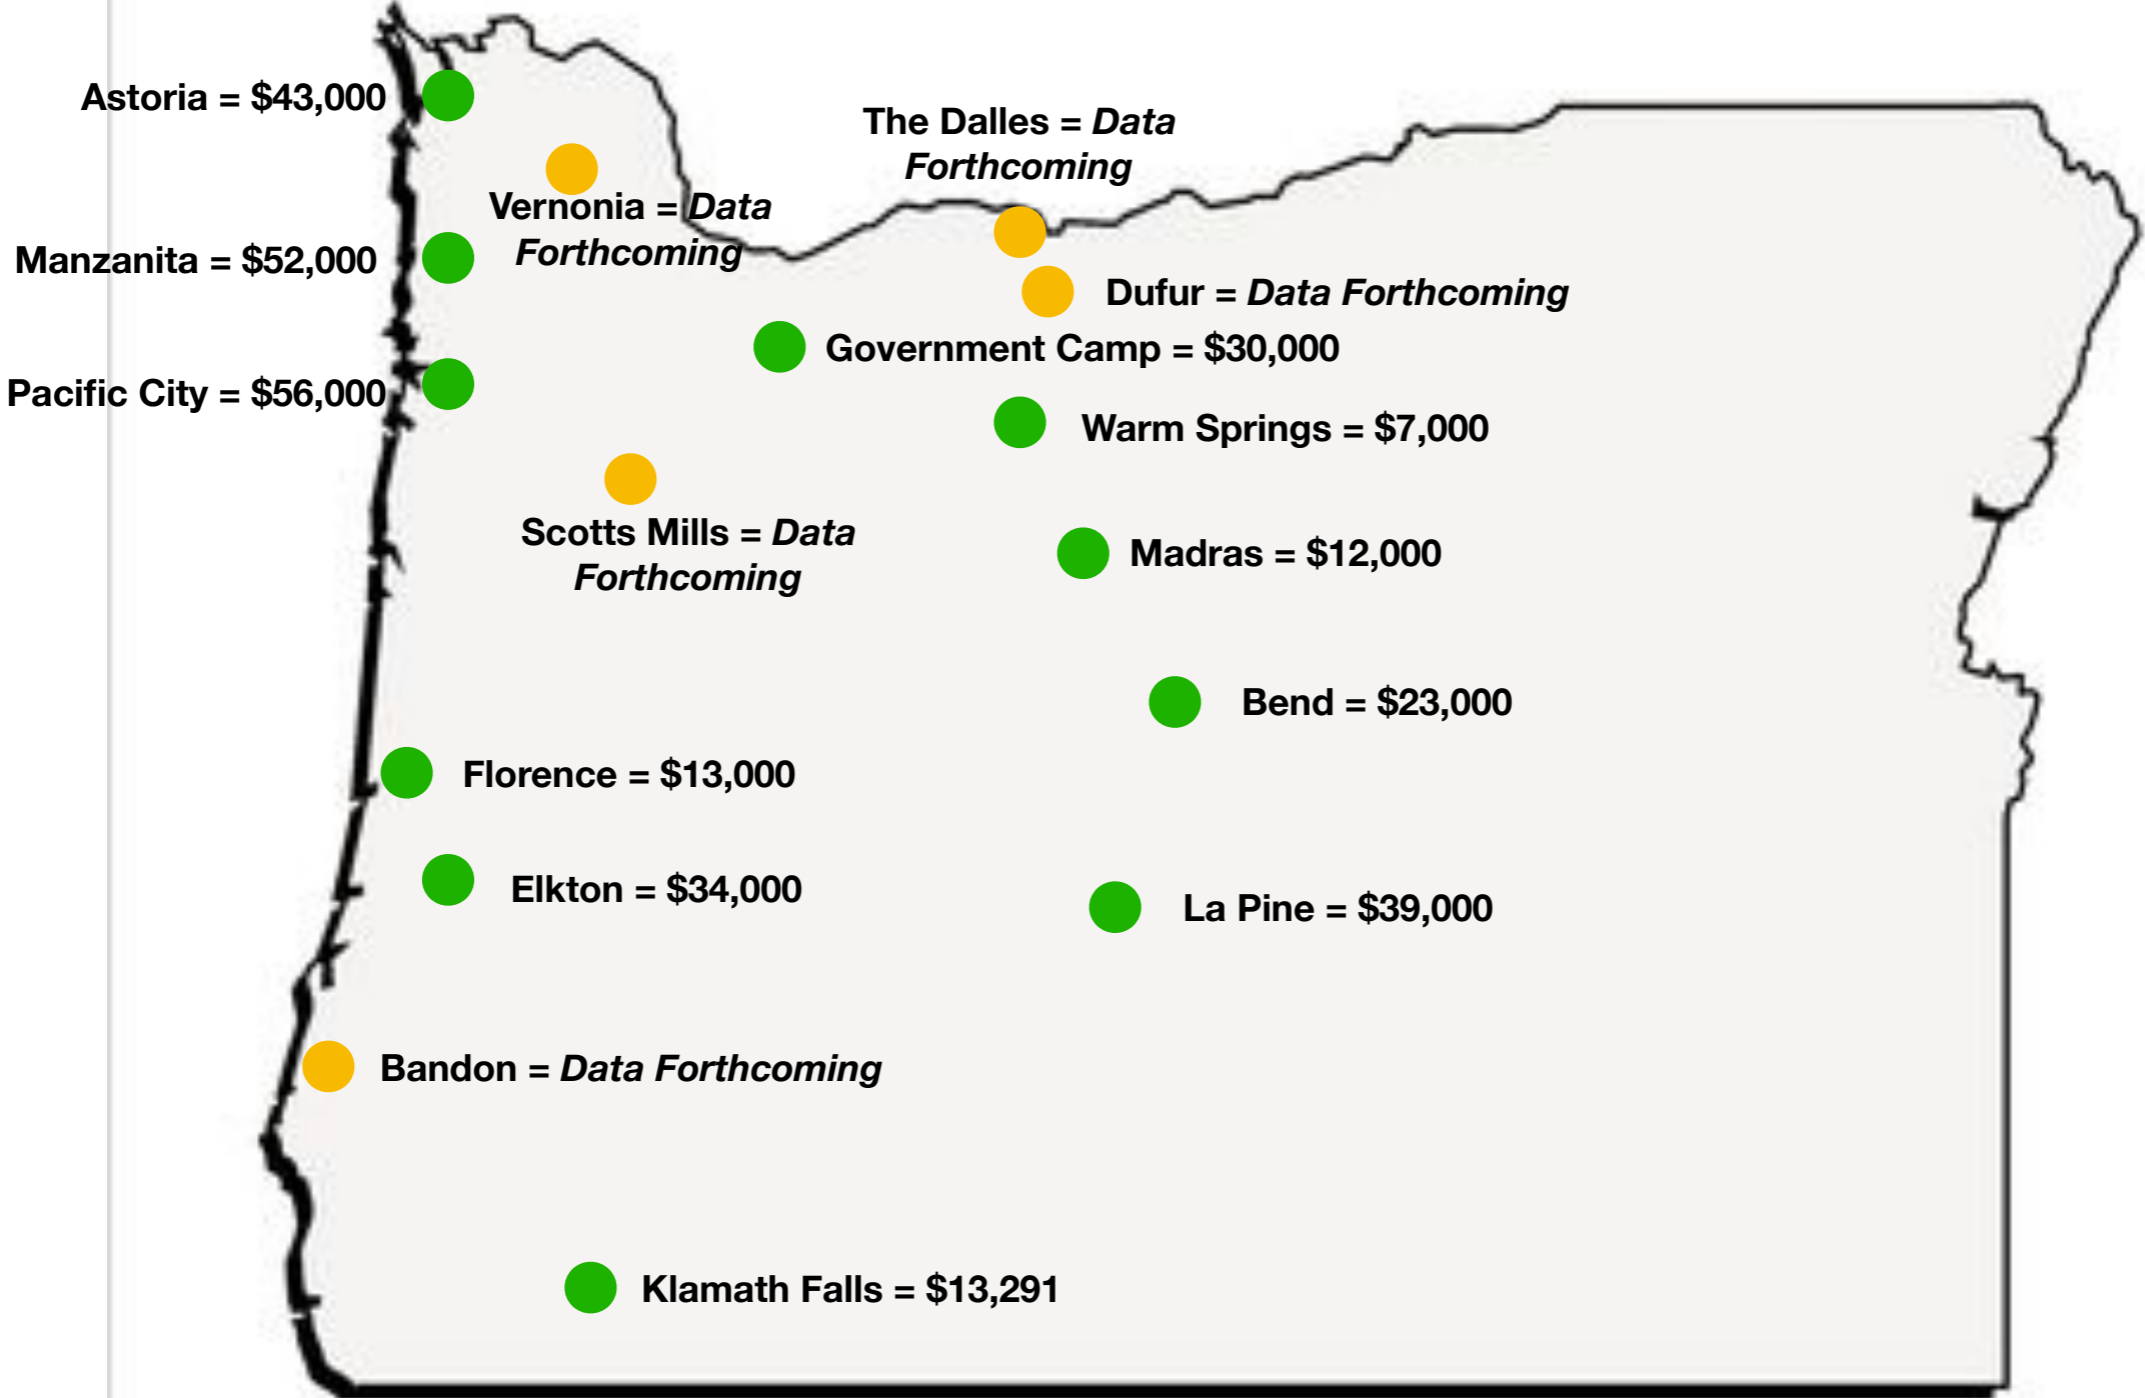 Astoria = $43,000
The Dalles = Data
Forthcoming
Vernonia = Data
Forthcoming
Manzanita = $52,000
Dufur = Data Forthcoming
Government Camp = $30,000
Pacific City = $56,000
Warm Springs = $7,000
Scotts Mills = Data
Forthcoming
Madras = $12,000
Bend = $23,000
Florence = $13,000
Elkton = $34,000
La Pine = $39,000
Bandon = Data Forthcoming
Klamath Falls = $13,291